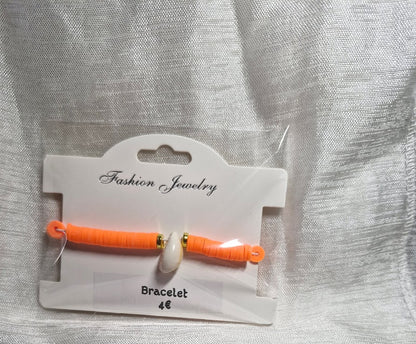 Fashion Jewelry
Bracelet
4€